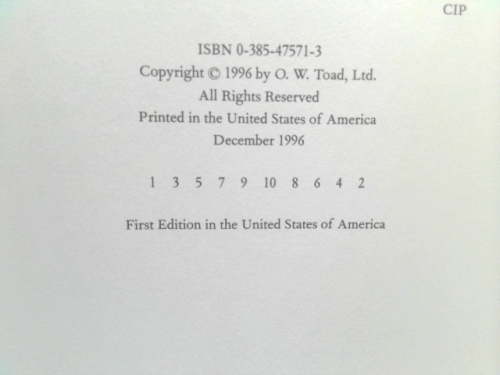 CIP
ISBN 0-385-47571-3
Copyright © 1996 by O. W. Toad, Ltd.
All Rights Reserved
Printed in the United States of America
December 1996
1 3 5 7 9 10 8 6 4 2
First Edition in the United States of America